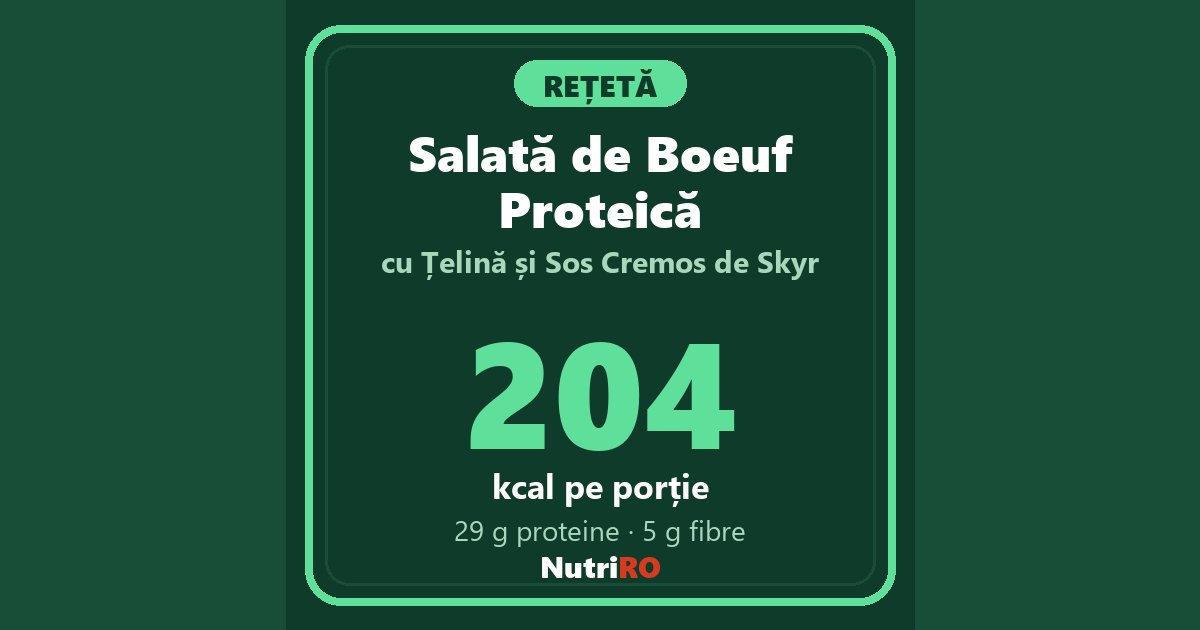 REȚETĂ
Salată de Boeuf
Proteică
cu Țelină și Sos Cremos de Skyr
204
kcal pe porție
29 g proteine · 5 g fibre
NutriRO